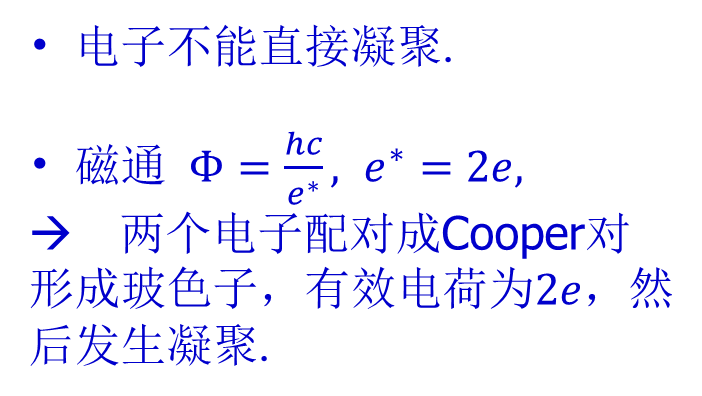 • 电子不能直接凝聚.
• 磁通 Φ = hc/e*, e* = 2e,
→ 两个电子配对成Cooper对
形成玻色子，有效电荷为2e，然
后发生凝聚.